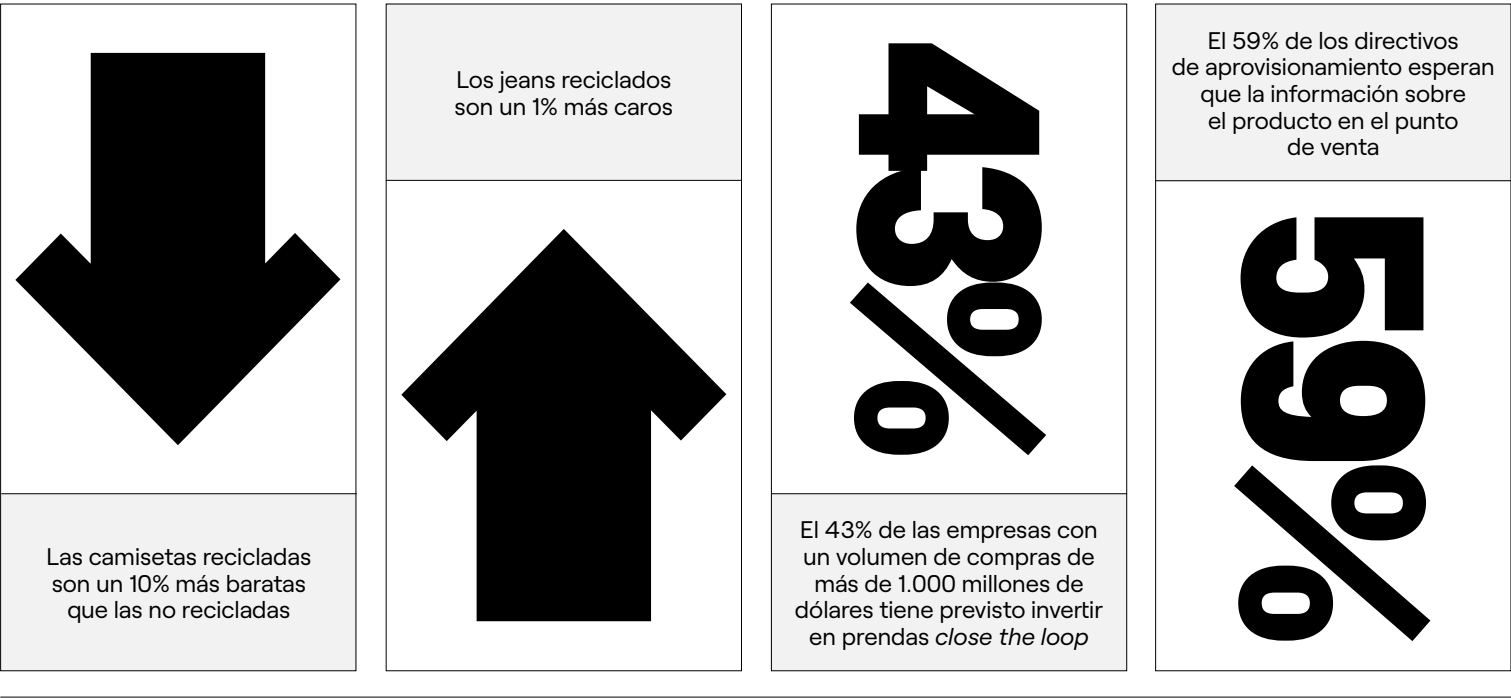 Las camisetas recicladas
son un 10% más baratas
que las no recicladas
Los jeans reciclados
son un 1% más caros
43%
El 43% de las empresas con
un volumen de compras de
más de 1.000 millones de
dólares tiene previsto invertir
en prendas close the loop
El 59% de los directivos
de aprovisionamiento esperan
que la información sobre
el producto en el punto
de venta
59%